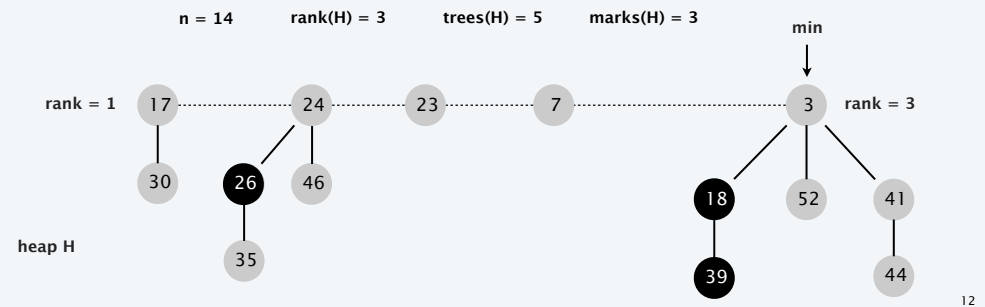 n = 14 rank(H) = 3 trees(H) = 5 marks(H) = 3
min
rank = 1 17 24 23 7 3 rank = 3
30 26 46 18 52 41
heap H 35 39 44
12